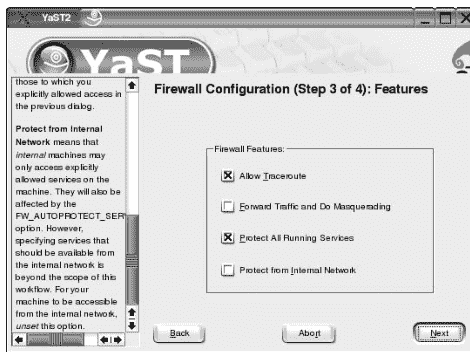 YaST2
YaST
those to which you
explicitly allowed access in
the previous dialog.
Protect from Internal
Network means that
internal machines may
only access explicitly
allowed services on the
machine. They will also be
affected by the
FW_AUTOPROTECT_SER
option. However,
specifying services that
should be available from
the internal network is
beyond the scope of this
workflow. For your
machine to be accessible
from the internal network,
unset this option.
Firewall Configuration (Step 3 of 4): Features
Firewall Features:
Allow Traceroute
Forward Traffic and Do Masquerading
Protect All Running Services
Protect from Internal Network
Back
Abort
Next